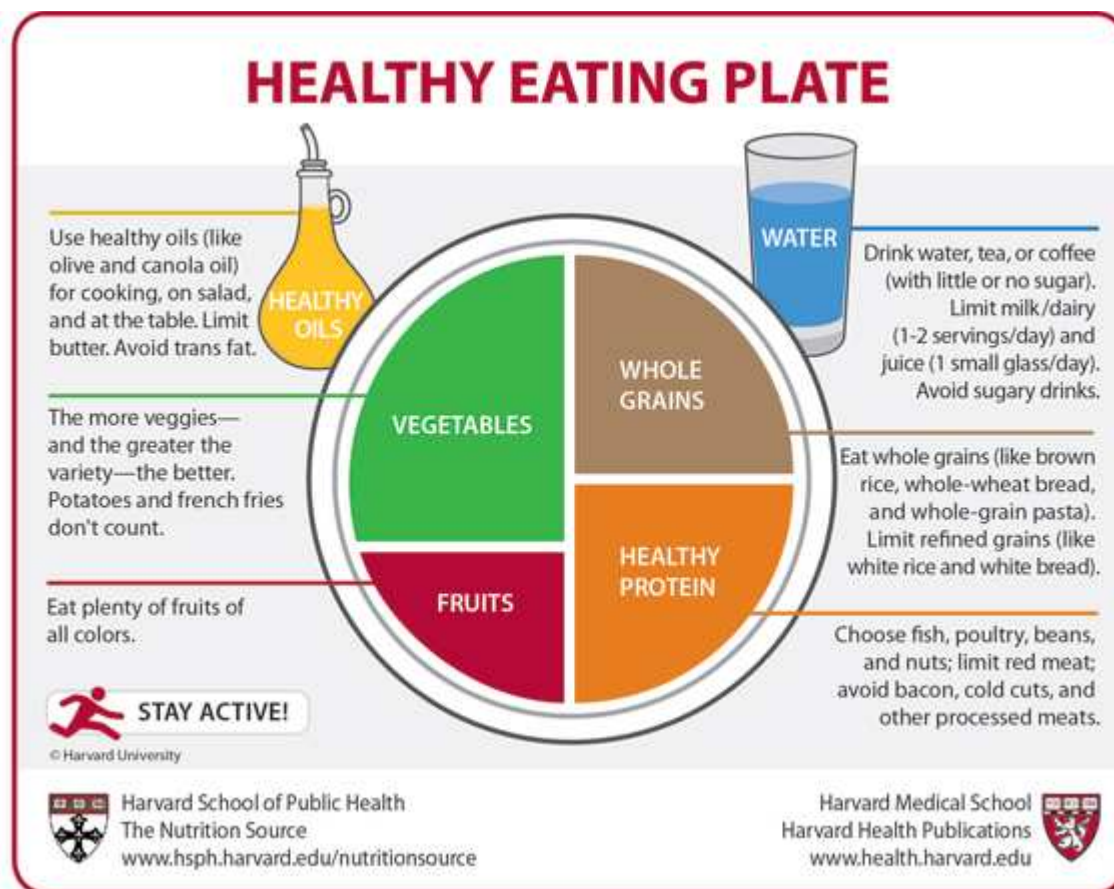 HEALTHY EATING PLATE
Use healthy oils (like
olive and canola oil)
for cooking, on salad,
and at the table. Limit
butter. Avoid trans fat.
HEALTHY
OILS
The more veggies—
and the greater the
variety—the better.
Potatoes and french fries
don't count.
Eat plenty of fruits of
all colors.
VEGETABLES
FRUITS
WHOLE
GRAINS
HEALTHY
PROTEIN
WATER
Drink water, tea, or coffee
(with little or no sugar).
Limit milk/dairy
(1-2 servings/day) and
juice (1 small glass/day).
Avoid sugary drinks.
Eat whole grains (like brown
rice, whole-wheat bread,
and whole-grain pasta).
Limit refined grains (like
white rice and white bread).
Choose fish, poultry, beans,
and nuts; limit red meat;
avoid bacon, cold cuts, and
other processed meats.
STAY ACTIVE!
© Harvard University
Harvard School of Public Health
The Nutrition Source
www.hsph.harvard.edu/nutritionsource
Harvard Medical School
Harvard Health Publications
www.health.harvard.edu